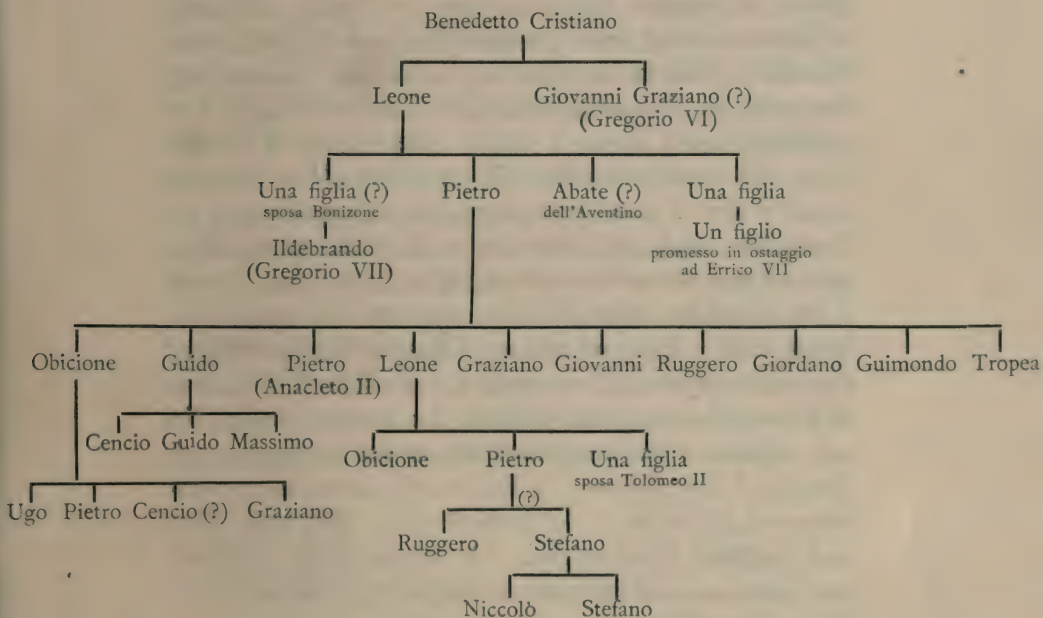 Benedetto Cristiano
Leone Giovanni Graziano (?)
(Gregorio VI)
Una figlia (?) Pietro Abate (?) Una figlia
sposa Bonizone dell'Aventino
Ildebrando Un figlio
(Gregorio VII) promesso in ostaggio
ad Errico VII
Obicione Guido Pietro Leone Graziano Giovanni Ruggero Giordano Guimondo Tropea
(Anacleto II)
Cencio Guido Massimo
Obicione Pietro Una figlia
sposa Tolomeo II
(?)
Ugo Pietro Cencio (?) Graziano
Ruggero Stefano
Niccolò Stefano